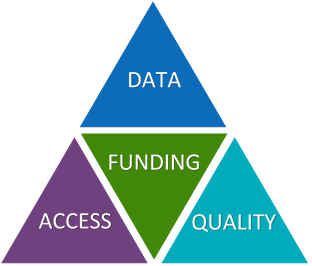 DATA
FUNDING
ACCESS
QUALITY